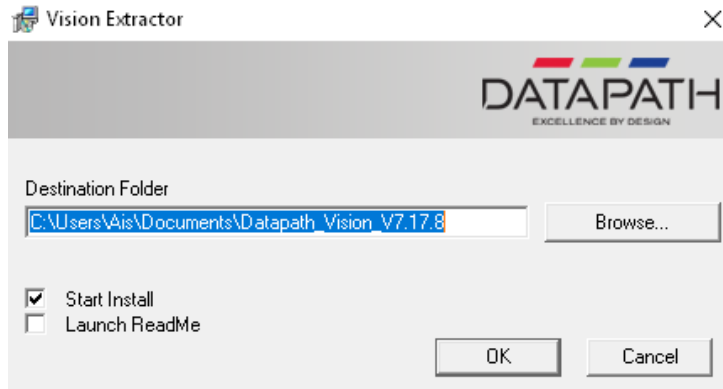 Vision Extractor
DATAPATH
EXCELLENCE BY DESIGN
Destination Folder
C:\Users\Ais\Documents\Datapath_Vision_V7.17.8
Browse...
Start Install
Launch ReadMe
OK
Cancel